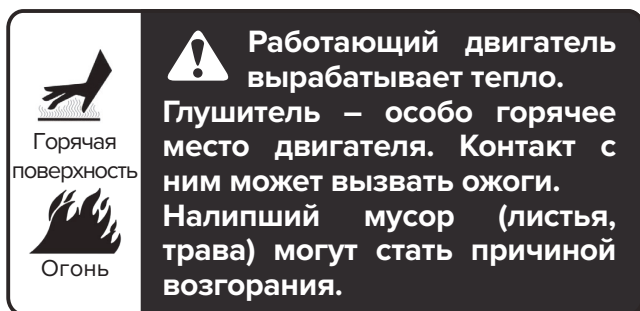 Горячая
поверхность
Огонь
Работающий двигатель
вырабатывает тепло.
Глушитель – особо горячее
место двигателя. Контакт с
ним может вызвать ожоги.
Налипший мусор (листья,
трава) могут стать причиной
возгорания.